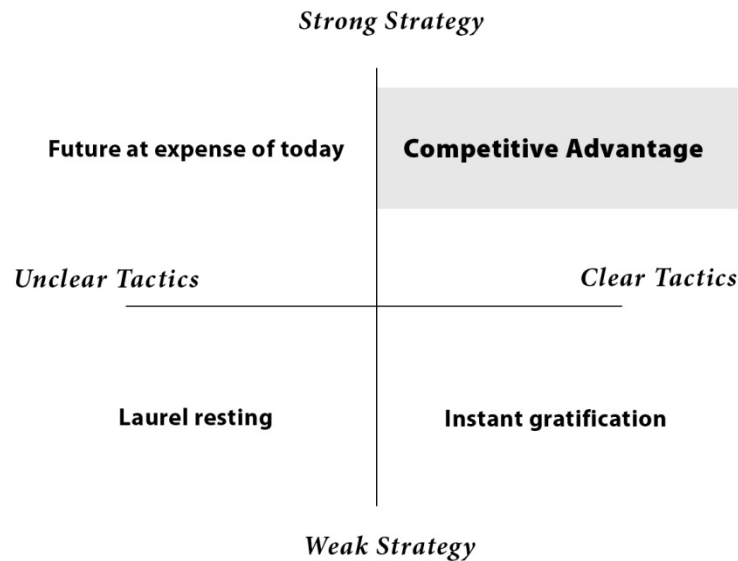 Strong Strategy
Future at expense of today
Competitive Advantage
Unclear Tactics
Clear Tactics
Laurel resting
Instant gratification
Weak Strategy